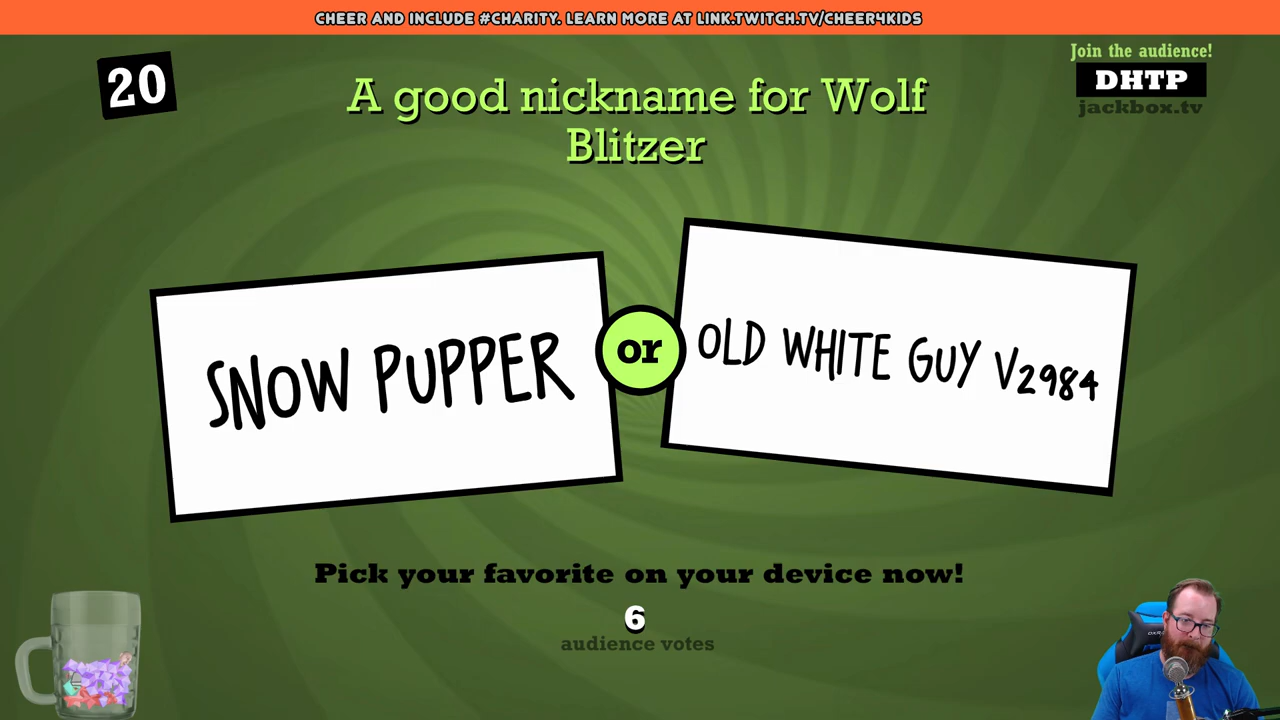 CHEER AND INCLUDE #CHARITY. LEARN MORE AT LINK.TWITCH.TV/CHEER4KIDS
20
A good nickname for Wolf
Blitzer
Join the audience!
DHTP
jackbox.tv
SNOW PUPPER
or
OLD WHITE GUY V2984
Pick your favorite on your device now!
6
audience votes